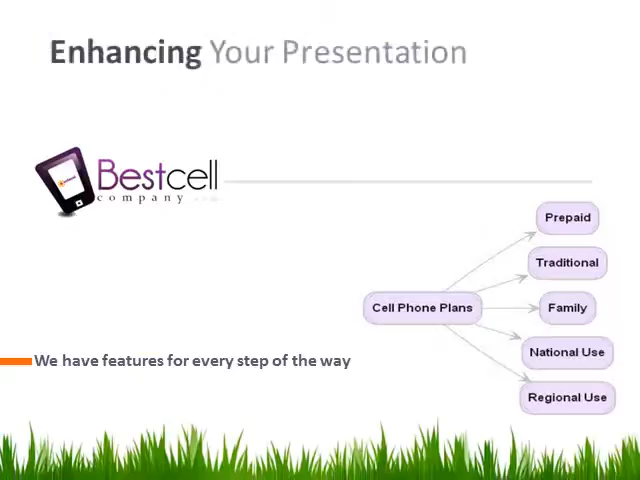 Enhancing Your Presentation
Bestcell
company
Prepaid
Traditional
Cell Phone Plans
Family
National Use
Regional Use
We have features for every step of the way